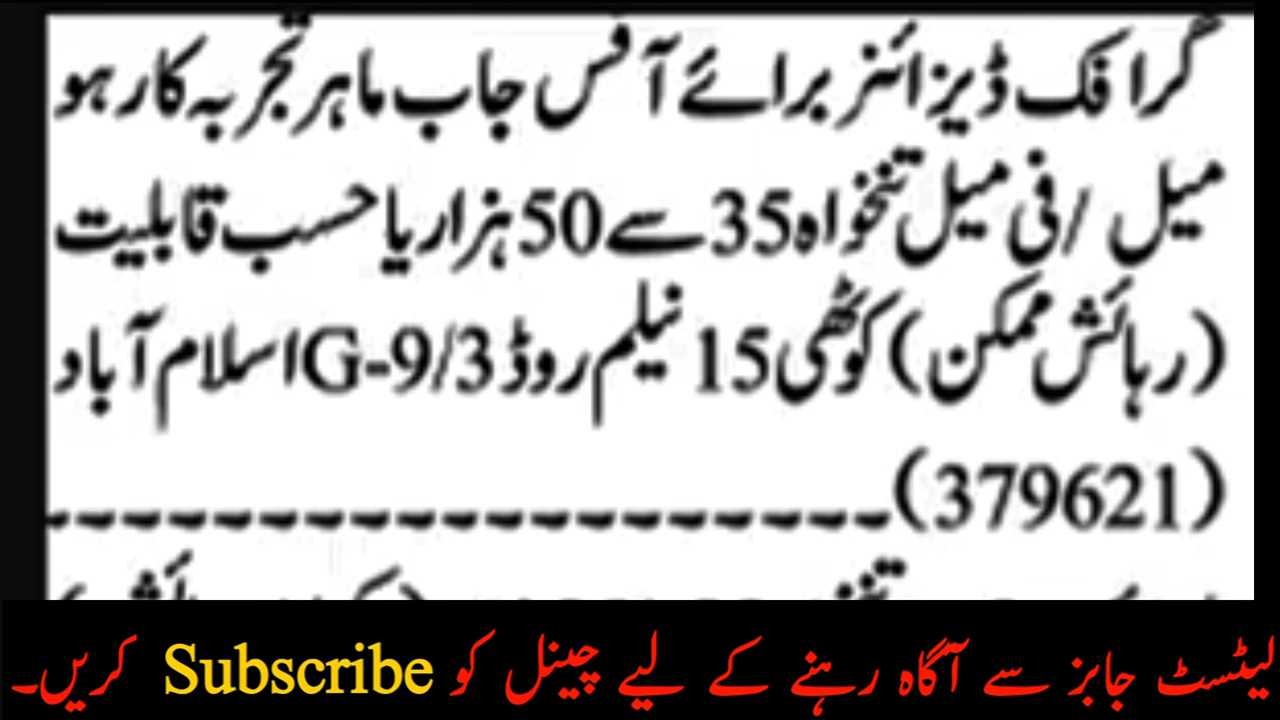 گرافک ڈیزائنر برائے آفس جاب ماہر تجربہ کار ہو
میل / فی میل تنخواہ 35 سے 50 ہزار یا حسب قابلیت
(رہائش ممکن) کوٹھی 15 نیلم روڈ G-9/3 اسلام آباد
(379621)
لیٹسٹ جابز سے آگاہ رہنے کے لیے چینل کو Subscribe کریں۔